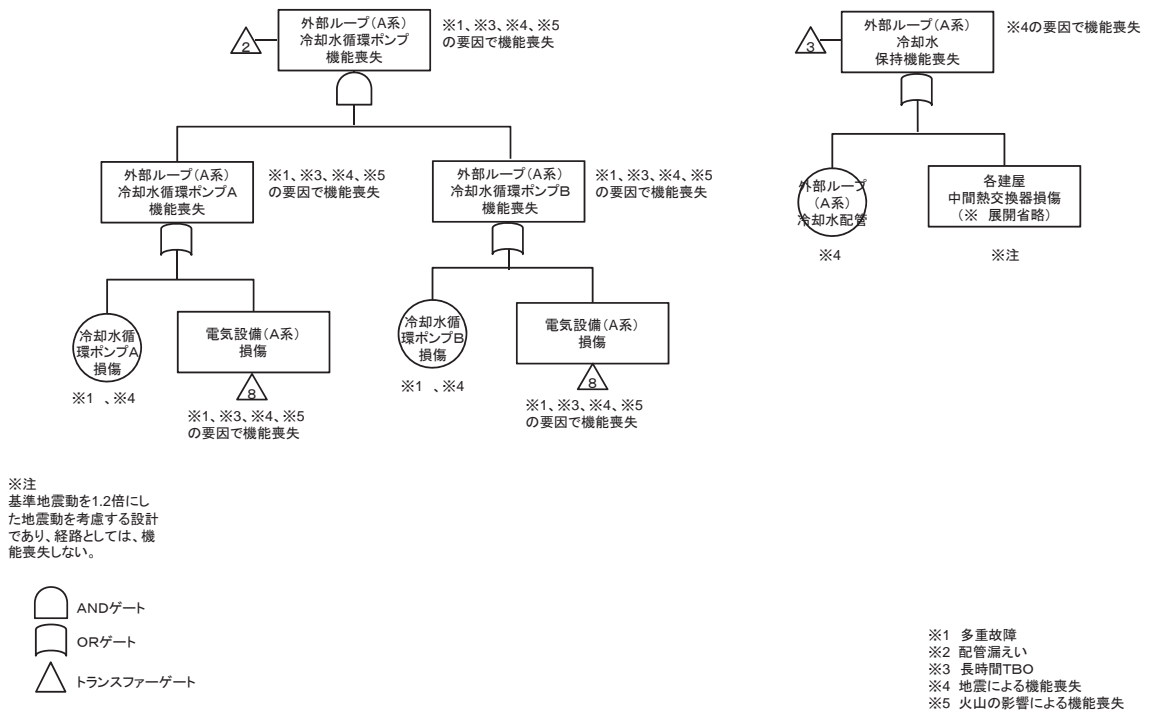 外部ループ（A系）
冷却水循環ポンプ
機能喪失
※1、※3、※4、※5
の要因で機能喪失
2
外部ループ（A系）
冷却水循環ポンプA
機能喪失
※1、※3、※4、※5
の要因で機能喪失
外部ループ（A系）
冷却水循環ポンプB
機能喪失
※1、※3、※4、※5
の要因で機能喪失
冷却水循
環ポンプA
損傷
※1 、※4
電気設備（A系）
損傷
8
※1、※3、※4、※5
の要因で機能喪失
冷却水循
環ポンプB
損傷
※1 、※4
電気設備（A系）
損傷
8
※1、※3、※4、※5
の要因で機能喪失
3
外部ループ（A系）
冷却水
保持機能喪失
※4の要因で機能喪失
外部ループ
（A系）
冷却水配管
※4
各建屋
中間熱交換器損傷
（※ 展開省略）
※注
※注
基準地震動を1.2倍にし
た地震動を考慮する設計
であり、経路としては、機
能喪失しない。
ANDゲート
ORゲート
トランスファーゲート
※1 多重故障
※2 配管漏えい
※3 長時間TBO
※4 地震による機能喪失
※5 火山の影響による機能喪失